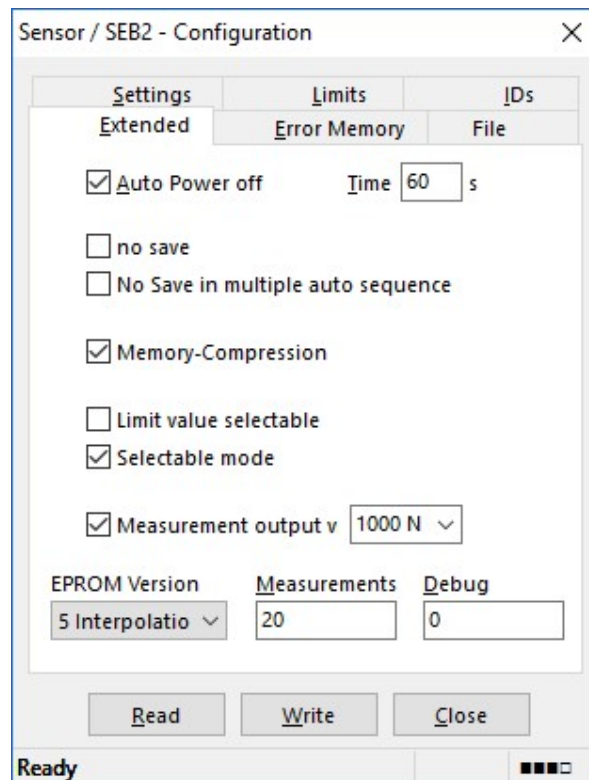 Sensor / SEB2 - Configuration
Settings Limits IDs
Extended Error Memory File
Auto Power off Time 60 s
no save
No Save in multiple auto sequence
Memory-Compression
Limit value selectable
Selectable mode
Measurement output v 1000 N
EPROM Version Measurements Debug
5 Interpolatio 20 0
Read Write Close
Ready